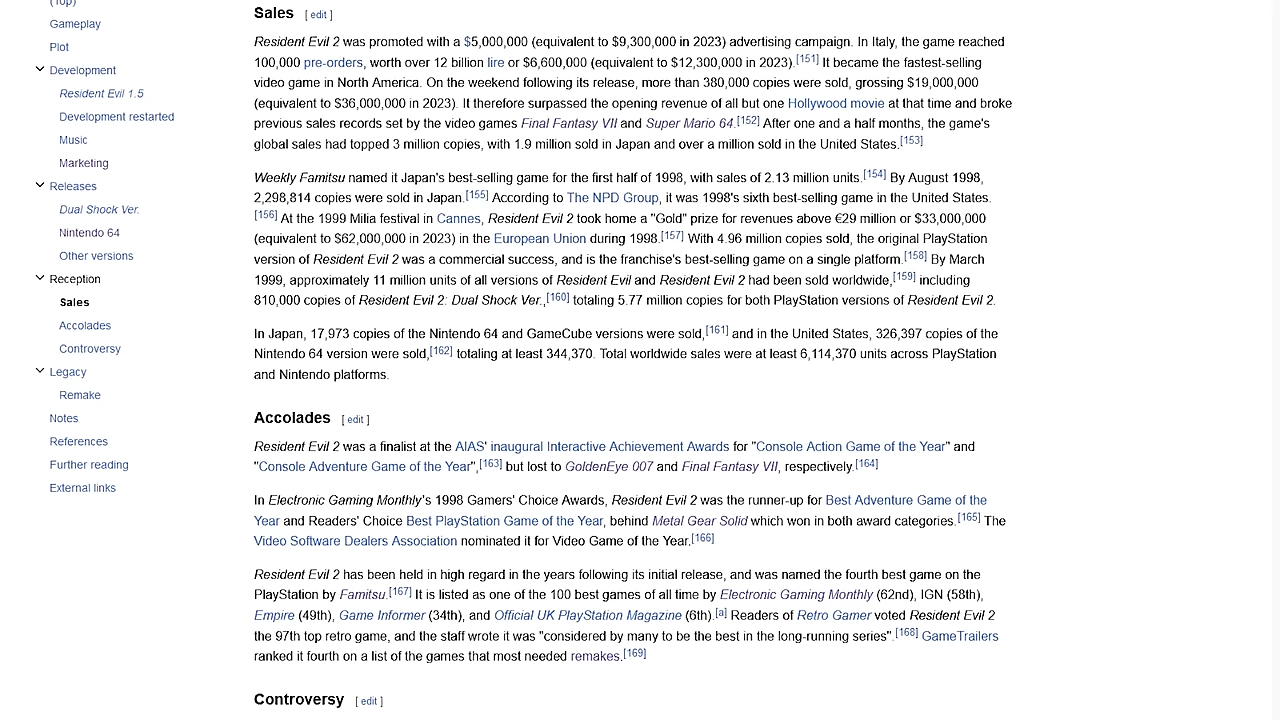 (Top)
Gameplay
Plot
Development
Resident Evil 1.5
Development restarted
Music
Marketing
Releases
Dual Shock Ver.
Nintendo 64
Other versions
Reception
Sales
Accolades
Controversy
Legacy
Remake
Notes
References
Further reading
External links
Sales [ edit ]
Resident Evil 2 was promoted with a $5,000,000 (equivalent to $9,300,000 in 2023) advertising campaign. In Italy, the game reached
100,000 pre-orders, worth over 12 billion lire or $6,600,000 (equivalent to $12,300,000 in 2023).[151] It became the fastest-selling
video game in North America. On the weekend following its release, more than 380,000 copies were sold, grossing $19,000,000
(equivalent to $36,000,000 in 2023). It therefore surpassed the opening revenue of all but one Hollywood movie at that time and broke
previous sales records set by the video games Final Fantasy VII and Super Mario 64.[152] After one and a half months, the game's
global sales had topped 3 million copies, with 1.9 million sold in Japan and over a million sold in the United States.[153]
Weekly Famitsu named it Japan's best-selling game for the first half of 1998, with sales of 2.13 million units.[154] By August 1998,
2,298,814 copies were sold in Japan.[155] According to The NPD Group, it was 1998's sixth best-selling game in the United States.
[156] At the 1999 Milia festival in Cannes, Resident Evil 2 took home a "Gold" prize for revenues above €29 million or $33,000,000
(equivalent to $62,000,000 in 2023) in the European Union during 1998.[157] With 4.96 million copies sold, the original PlayStation
version of Resident Evil 2 was a commercial success, and is the franchise's best-selling game on a single platform.[158] By March
1999, approximately 11 million units of all versions of Resident Evil and Resident Evil 2 had been sold worldwide,[159] including
810,000 copies of Resident Evil 2: Dual Shock Ver.,[160] totaling 5.77 million copies for both PlayStation versions of Resident Evil 2.
In Japan, 17,973 copies of the Nintendo 64 and GameCube versions were sold,[161] and in the United States, 326,397 copies of the
Nintendo 64 version were sold,[162] totaling at least 344,370. Total worldwide sales were at least 6,114,370 units across PlayStation
and Nintendo platforms.
Accolades [ edit ]
Resident Evil 2 was a finalist at the AIAS' inaugural Interactive Achievement Awards for "Console Action Game of the Year" and
"Console Adventure Game of the Year",[163] but lost to GoldenEye 007 and Final Fantasy VII, respectively.[164]
In Electronic Gaming Monthly's 1998 Gamers' Choice Awards, Resident Evil 2 was the runner-up for Best Adventure Game of the
Year and Readers' Choice Best PlayStation Game of the Year, behind Metal Gear Solid which won in both award categories.[165] The
Video Software Dealers Association nominated it for Video Game of the Year.[166]
Resident Evil 2 has been held in high regard in the years following its initial release, and was named the fourth best game on the
PlayStation by Famitsu.[167] It is listed as one of the 100 best games of all time by Electronic Gaming Monthly (62nd), IGN (58th),
Empire (49th), Game Informer (34th), and Official UK PlayStation Magazine (6th).[a] Readers of Retro Gamer voted Resident Evil 2
the 97th top retro game, and the staff wrote it was "considered by many to be the best in the long-running series".[168] GameTrailers
ranked it fourth on a list of the games that most needed remakes.[169]
Controversy [ edit ]